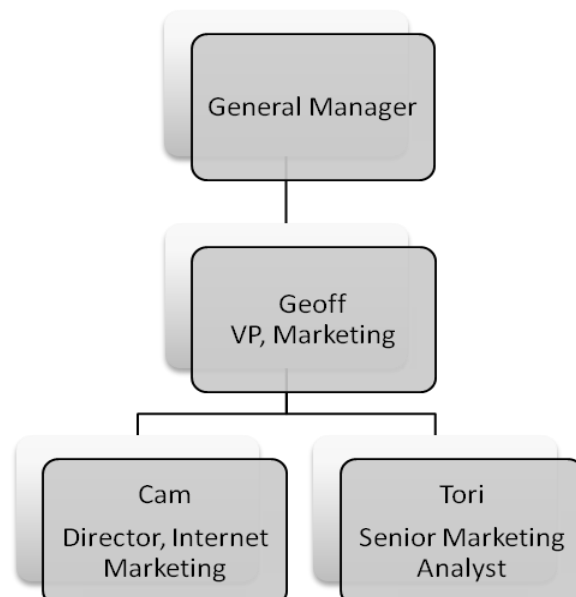 General Manager
Geoff
VP, Marketing
Cam
Director, Internet
Marketing
Tori
Senior Marketing
Analyst